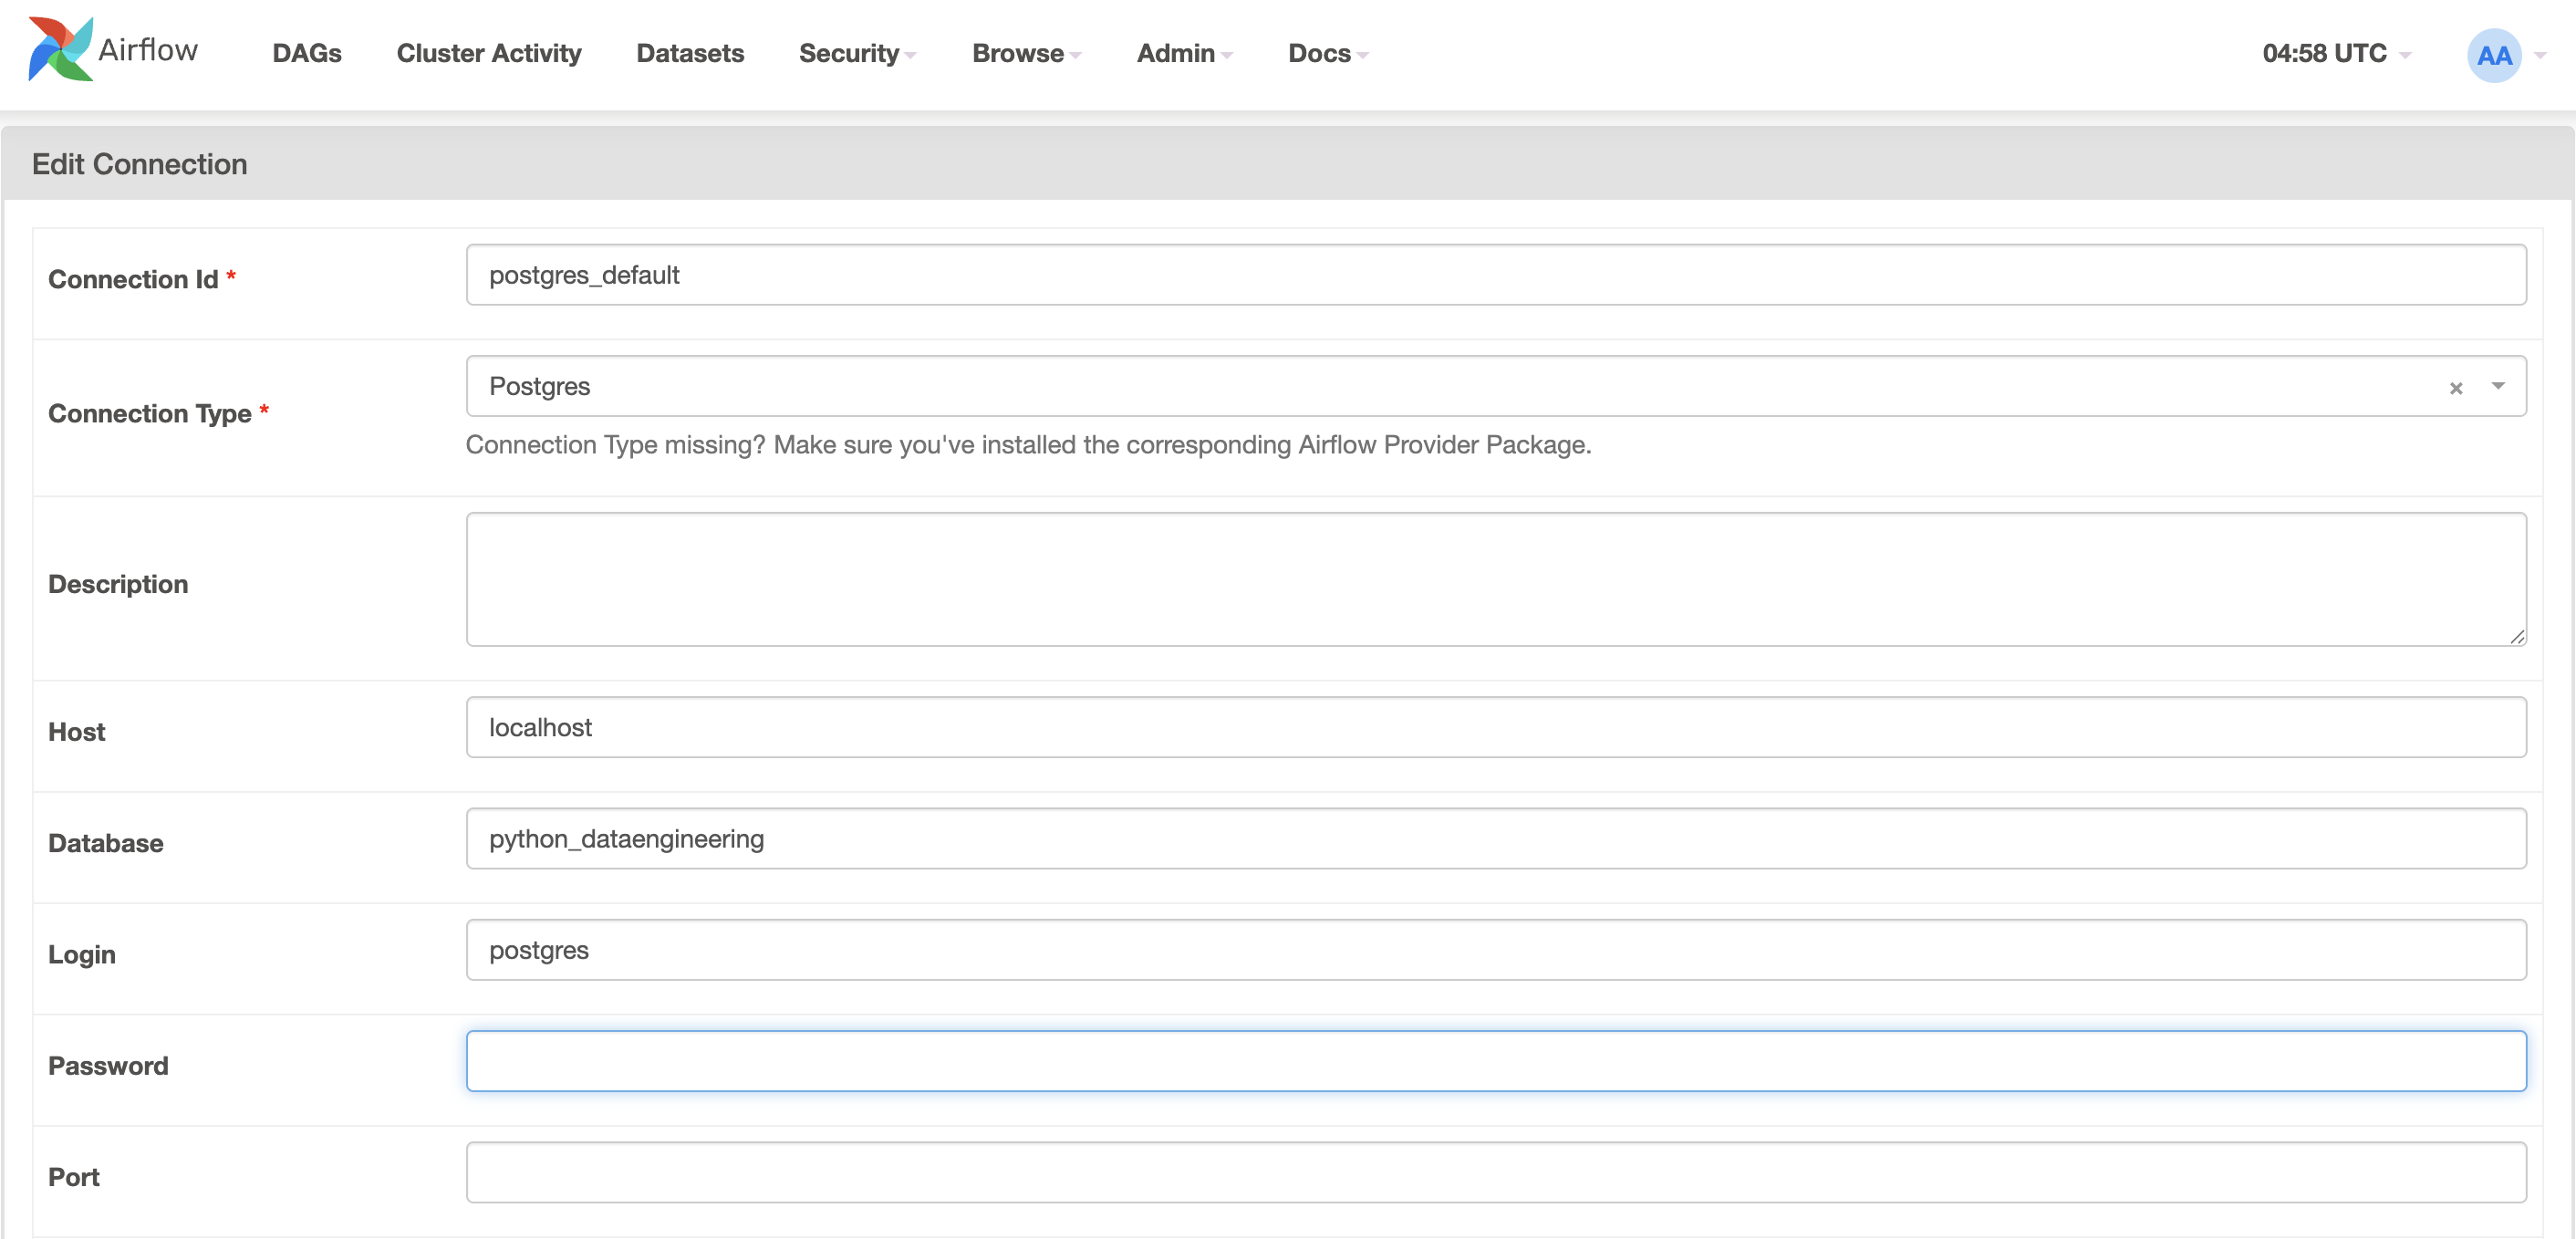 Airflow DAGs Cluster Activity Datasets Security Browse Admin Docs 04:58 UTC AA
Edit Connection
Connection Id * postgres_default
Connection Type * Postgres × 
Connection Type missing? Make sure you've installed the corresponding Airflow Provider Package.
Description
Host localhost
Database python_dataengineering
Login postgres
Password
Port